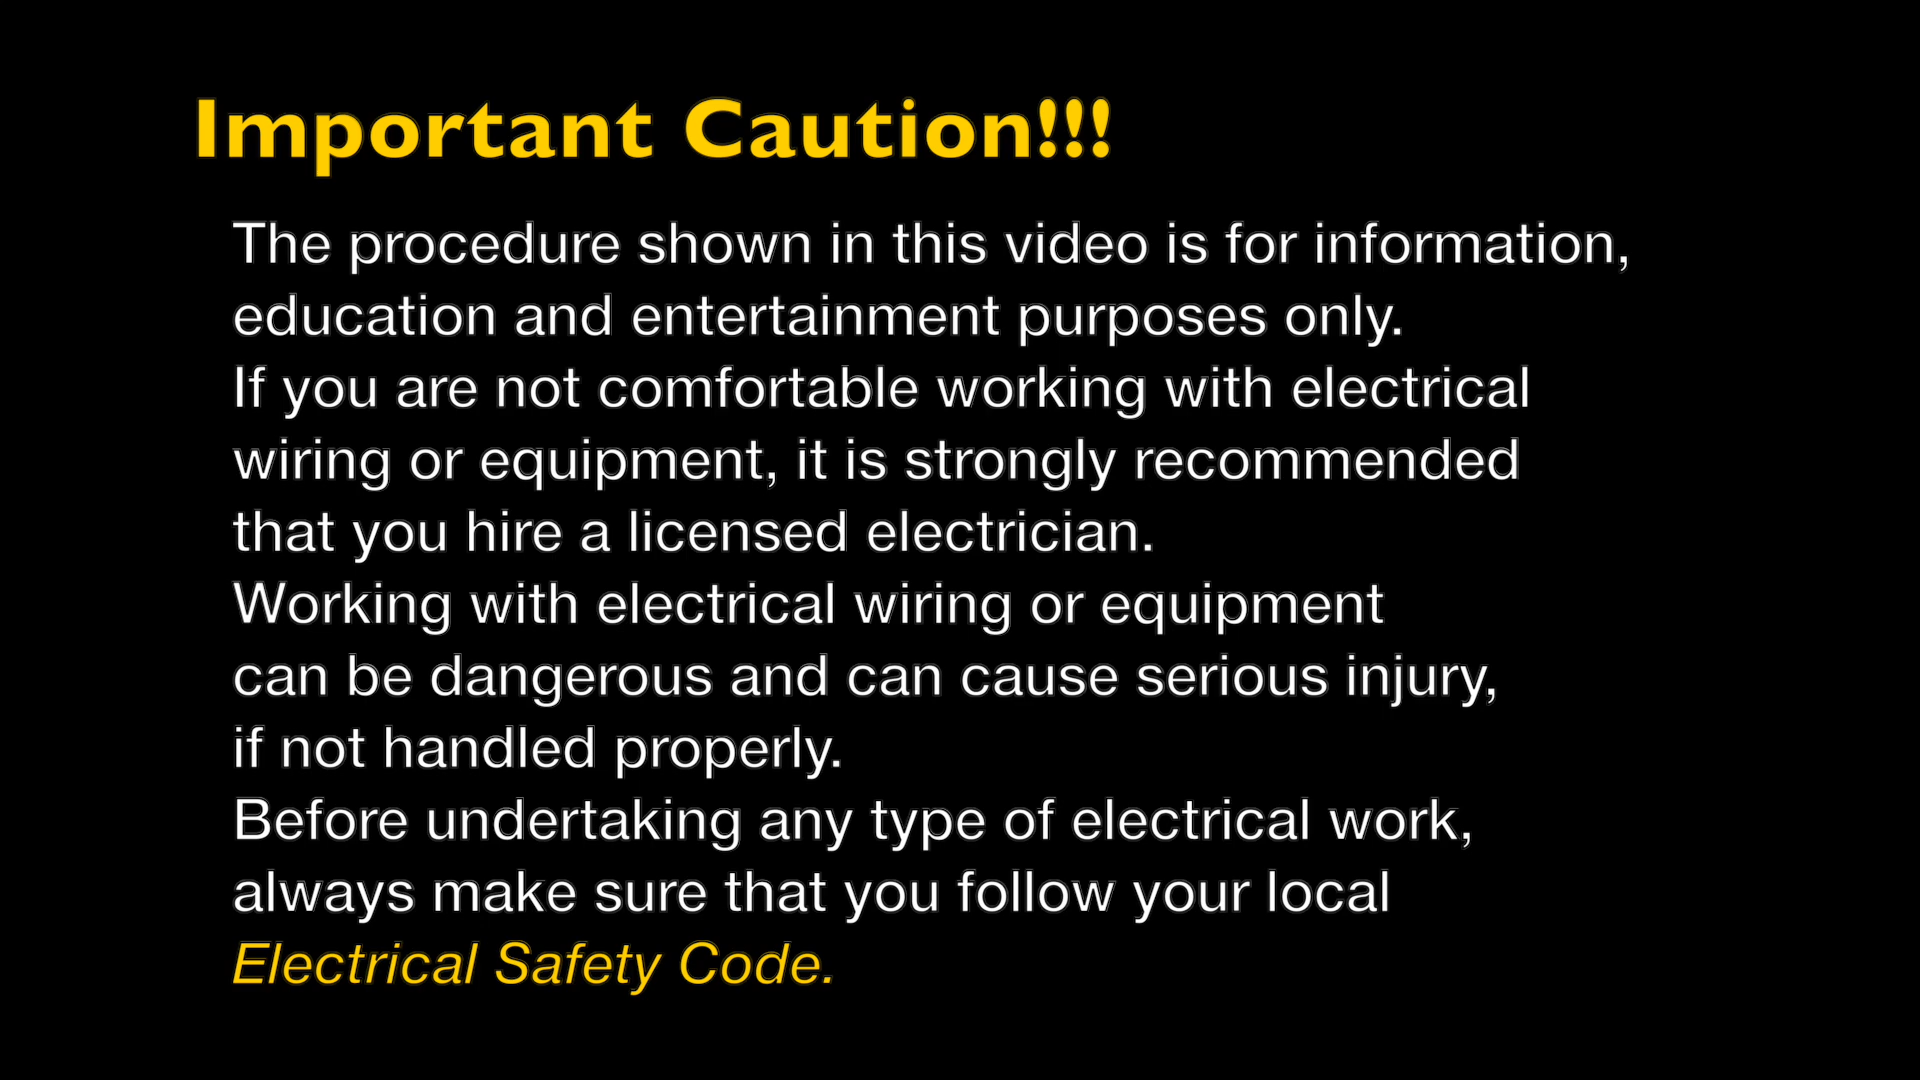 Important Caution!!!
The procedure shown in this video is for information,
education and entertainment purposes only.
If you are not comfortable working with electrical
wiring or equipment, it is strongly recommended
that you hire a licensed electrician.
Working with electrical wiring or equipment
can be dangerous and can cause serious injury,
if not handled properly.
Before undertaking any type of electrical work,
always make sure that you follow your local
Electrical Safety Code.